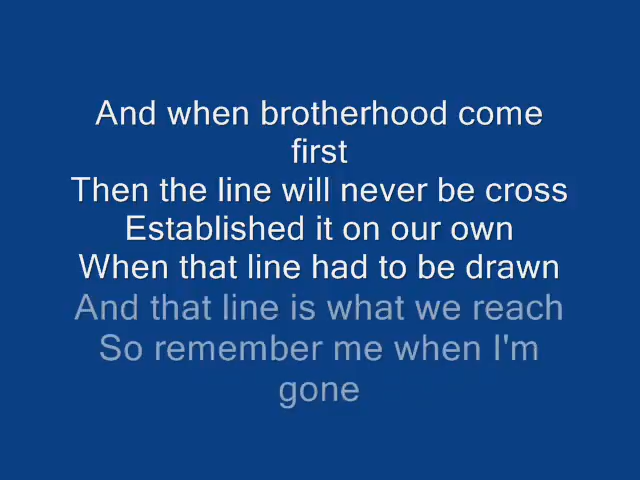 And when brotherhood come
first
Then the line will never be cross
Established it on our own
When that line had to be drawn
And that line is what we reach
So remember me when I'm
gone